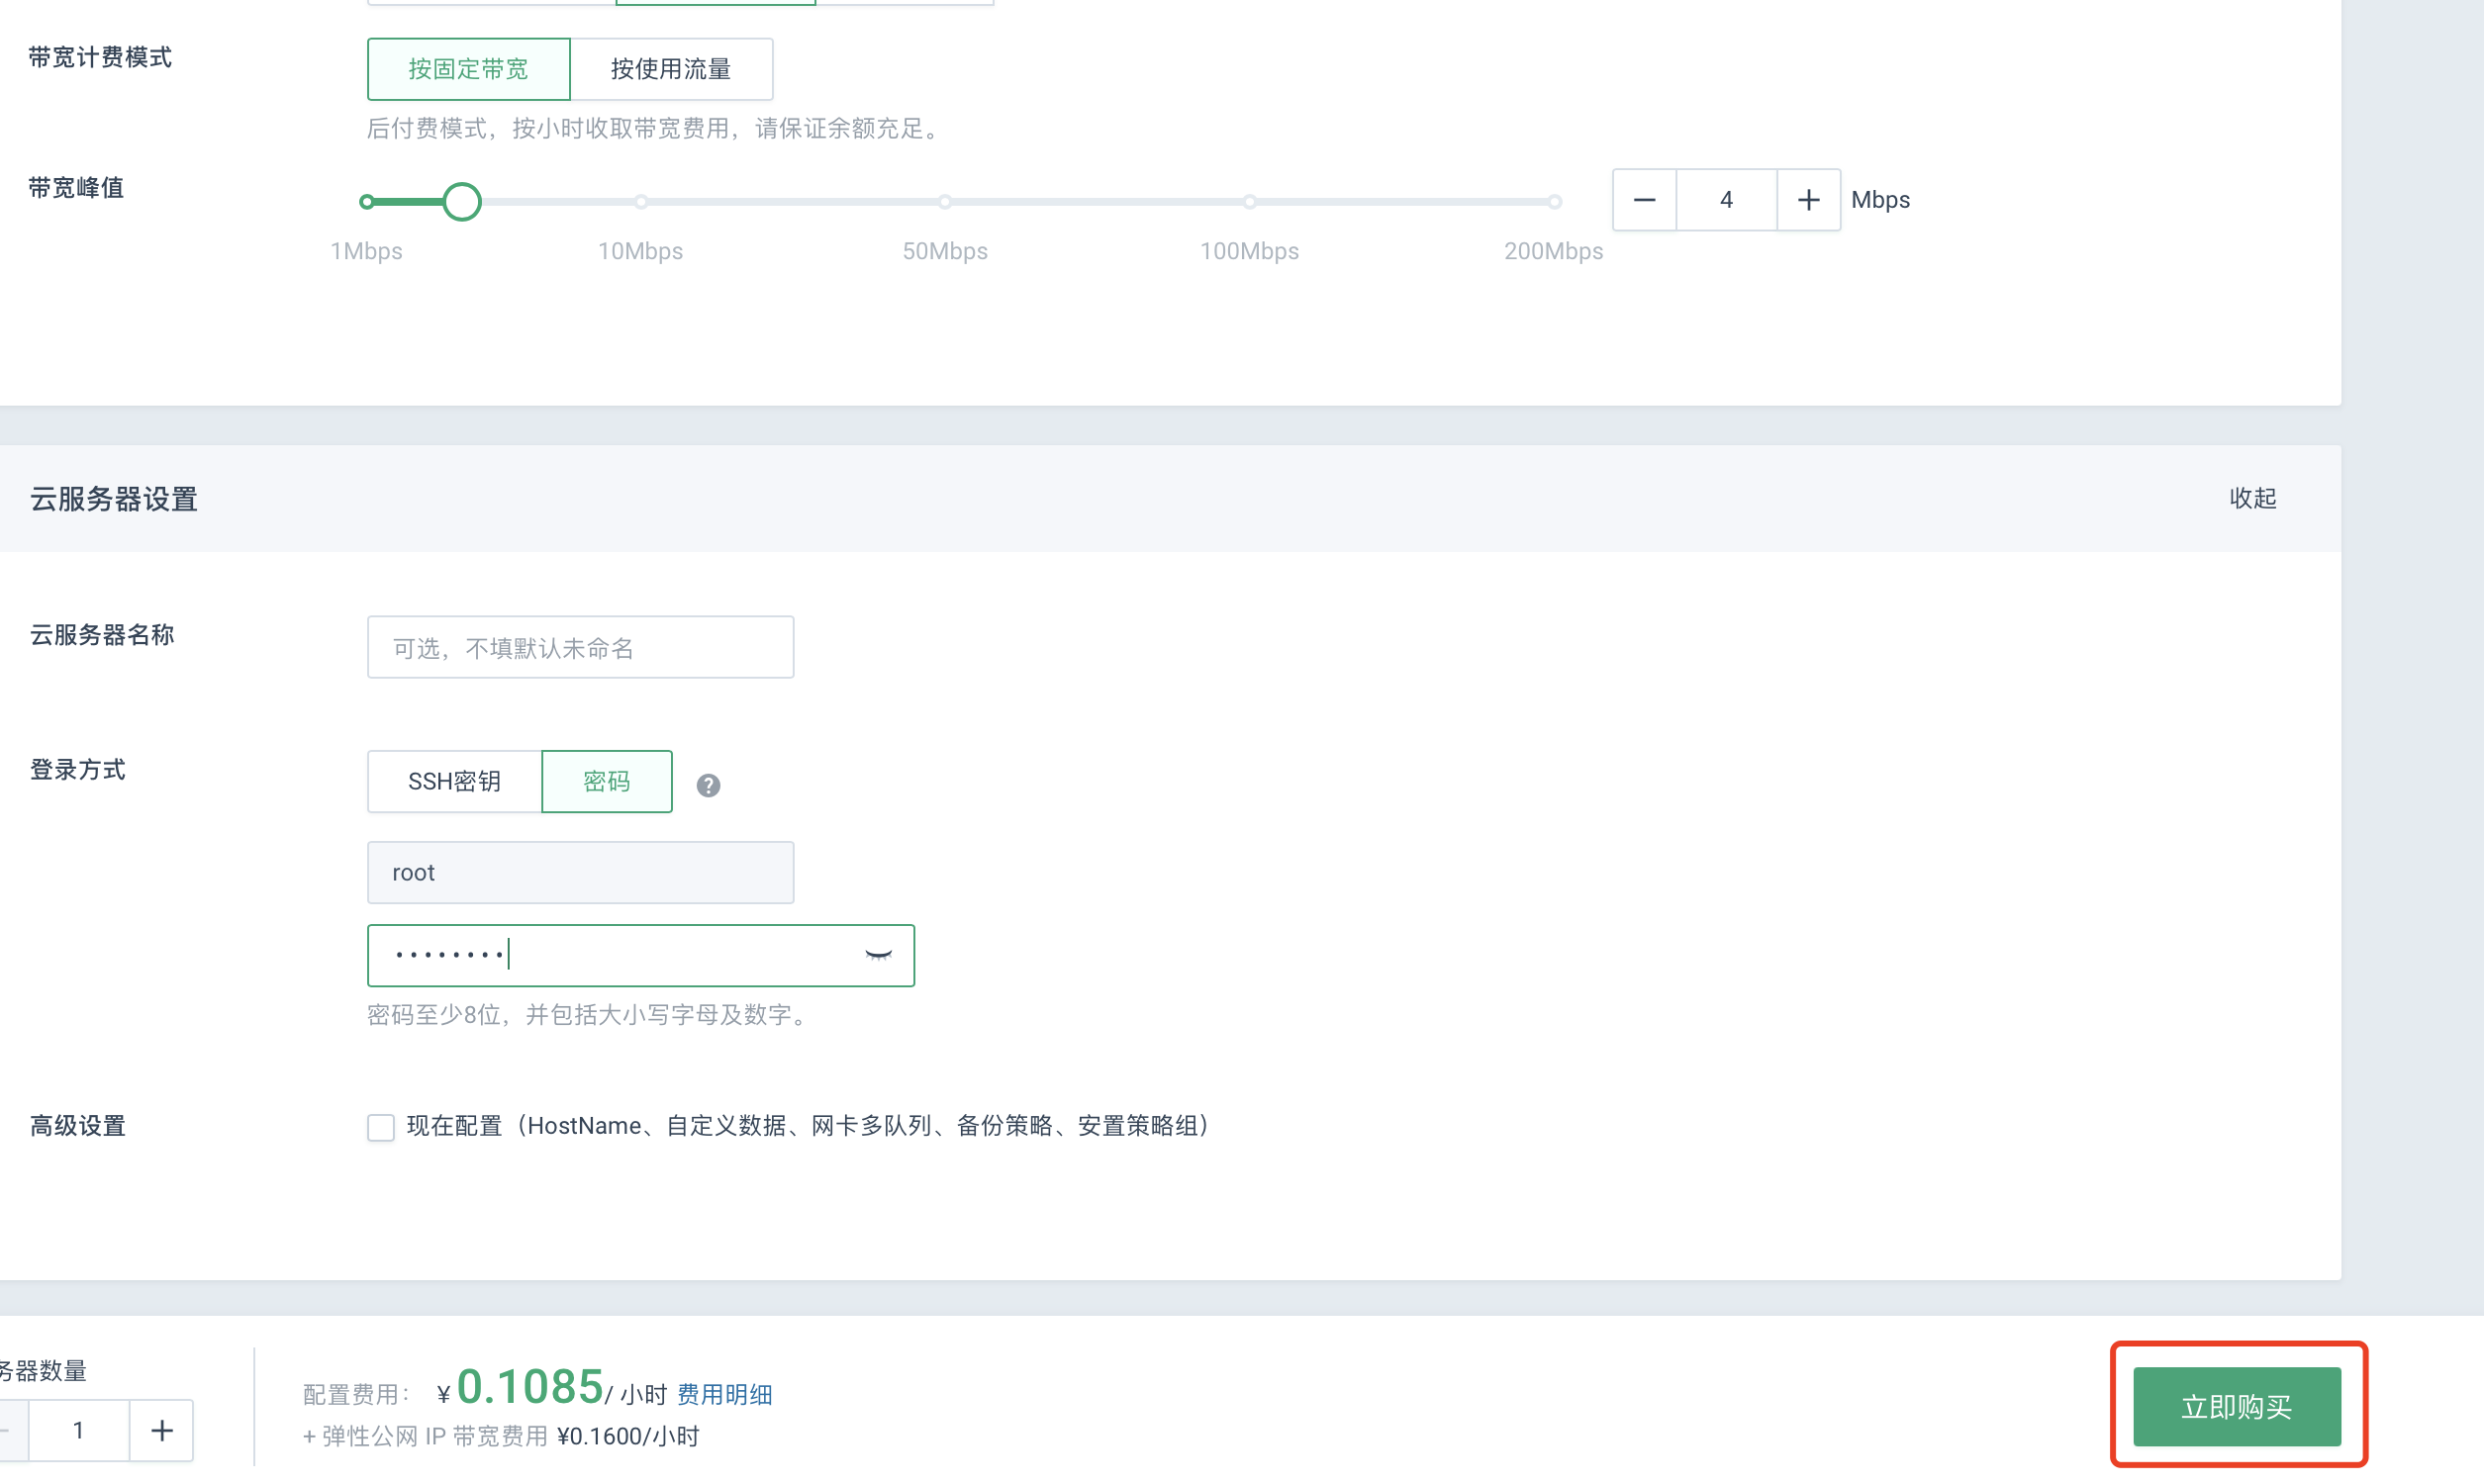 带宽计费模式
按固定带宽 按使用流量
后付费模式，按小时收取带宽费用，请保证余额充足。
带宽峰值
4 Mbps
1Mbps 10Mbps 50Mbps 100Mbps 200Mbps
云服务器设置 收起
云服务器名称 可选，不填默认未命名
登录方式 SSH密钥 密码
root
密码至少8位，并包括大小写字母及数字。
高级设置 现在配置（HostName、自定义数据、网卡多队列、备份策略、安置策略组）
务器数量
1
配置费用： ¥ 0.1085/ 小时 费用明细
+ 弹性公网 IP 带宽费用 ¥0.1600/小时
立即购买